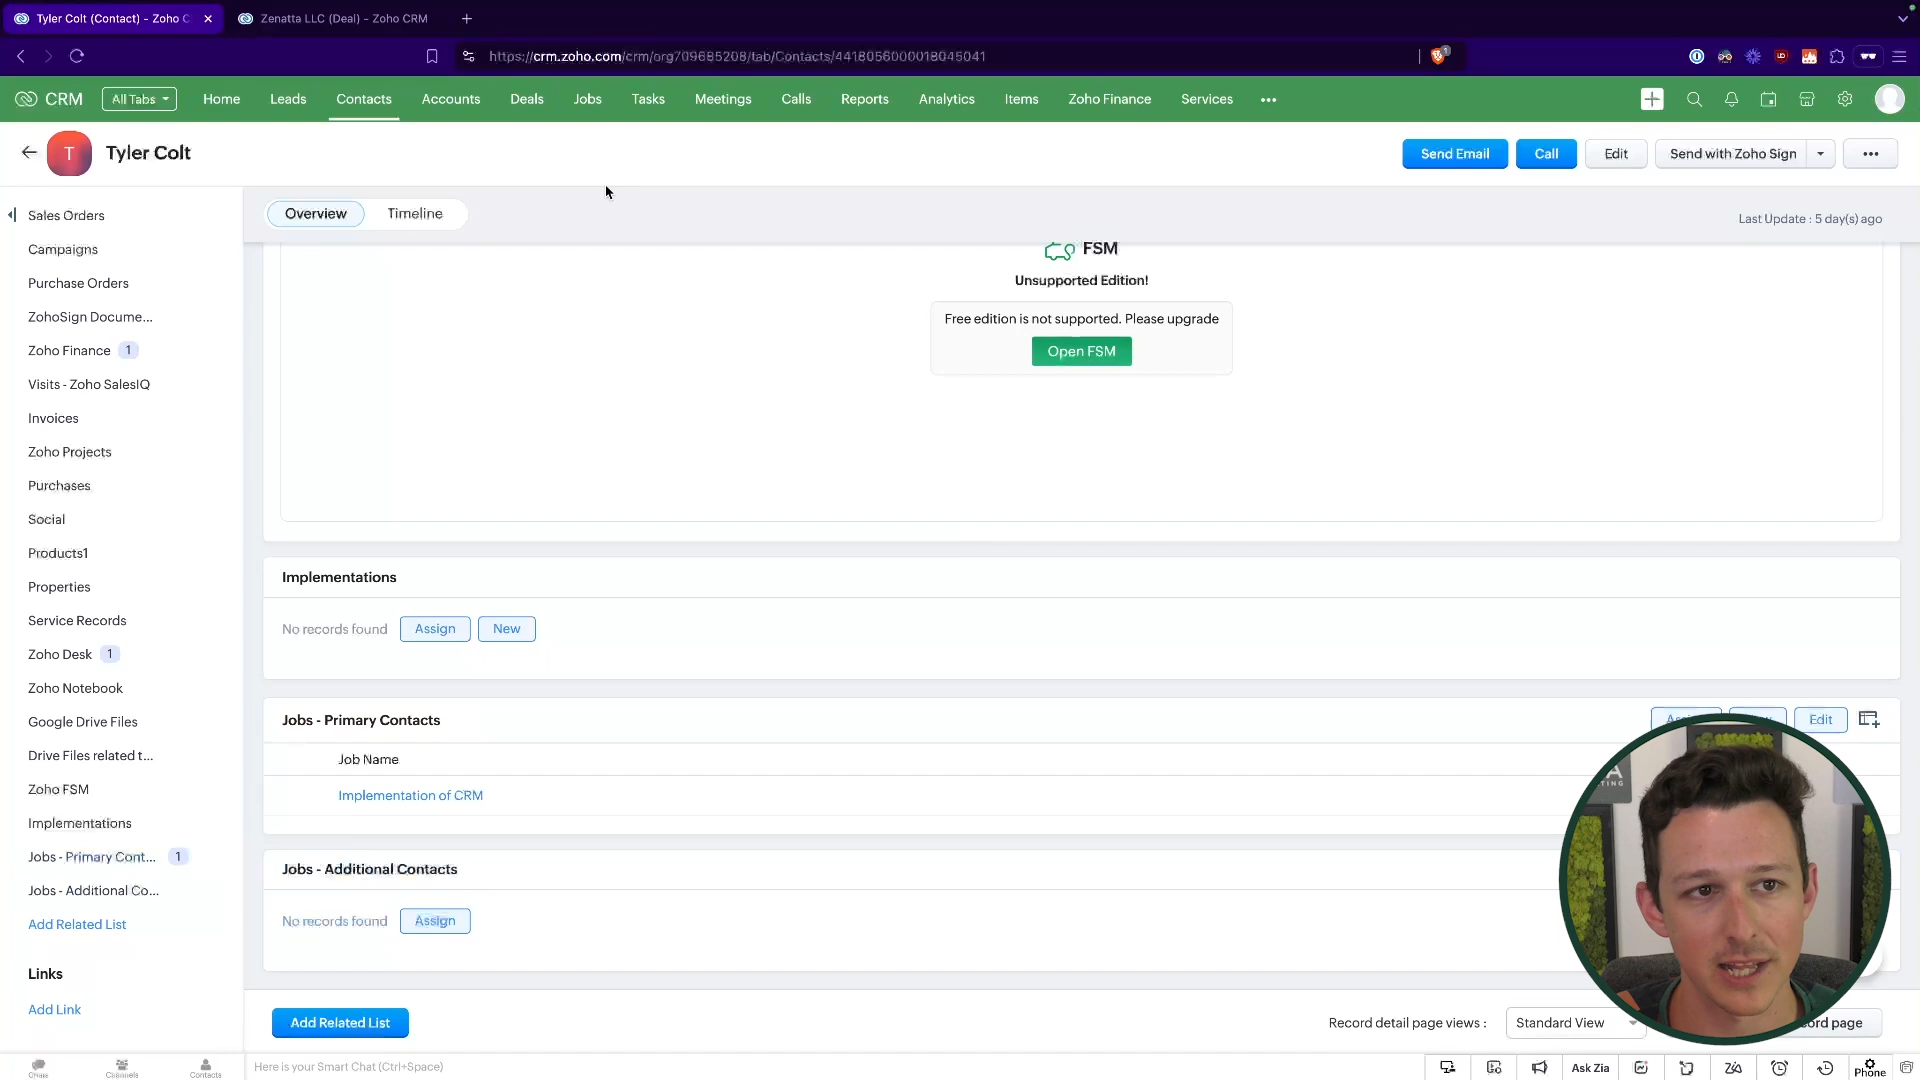 Tyler Colt (Contact) - Zoho C
Zenatta LLC (Deal) - Zoho CRM
https://crm.zoho.com/crm/org709685208/tab/Contacts/4418056000018045041
1
CRM
All Tabs
Home
Leads
Contacts
Accounts
Deals
Jobs
Tasks
Meetings
Calls
Reports
Analytics
Items
Zoho Finance
Services
T
Tyler Colt
Send Email
Call
Edit
Send with Zoho Sign
Overview
Timeline
Last Update : 5 day(s) ago
Sales Orders
Campaigns
Purchase Orders
ZohoSign Docume...
Zoho Finance 1
Visits - Zoho SalesIQ
Invoices
Zoho Projects
Purchases
Social
Products1
Properties
Service Records
Zoho Desk 1
Zoho Notebook
Google Drive Files
Drive Files related t...
Zoho FSM
Implementations
Jobs - Primary Cont... 1
Jobs - Additional Co...
Add Related List
Links
Add Link
FSM
Unsupported Edition!
Free edition is not supported. Please upgrade
Open FSM
Implementations
No records found
Assign
New
Jobs - Primary Contacts
Edit
Job Name
Implementation of CRM
Jobs - Additional Contacts
No records found
Assign
Add Related List
Record detail page views :
Standard View
page
Chats
Channels
Contacts
Here is your Smart Chat (Ctrl+Space)
Ask Zia
Phone